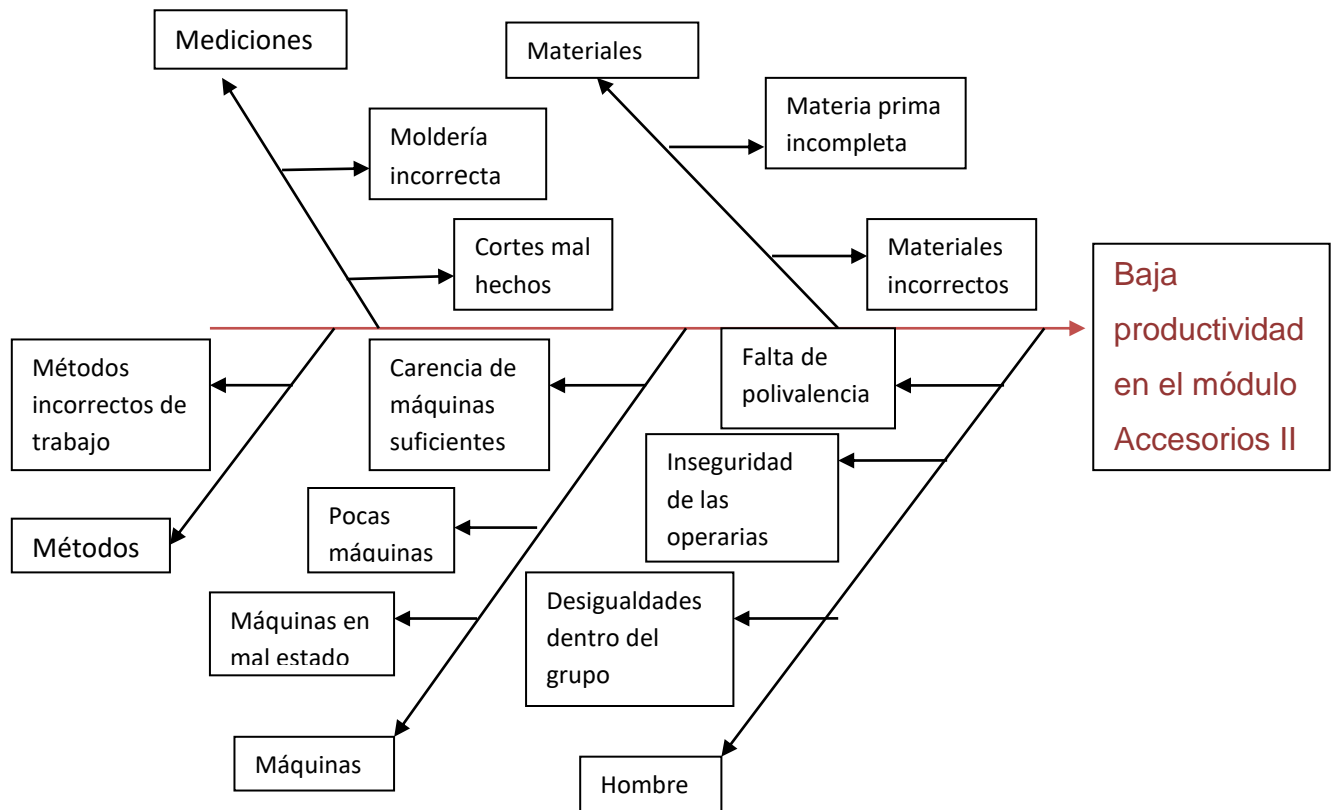 Mediciones
Materiales
Materia prima
incompleta
Moldería
incorrecta
Cortes mal
hechos
Materiales
incorrectos
Baja
productividad
en el módulo
Accesorios II
Métodos
incorrectos de
trabajo
Carencia de
máquinas
suficientes
Falta de
polivalencia
Inseguridad
de las
operarias
Pocas
máquinas
Métodos
Máquinas en
mal estado
Desigualdades
dentro del
grupo
Máquinas
Hombre